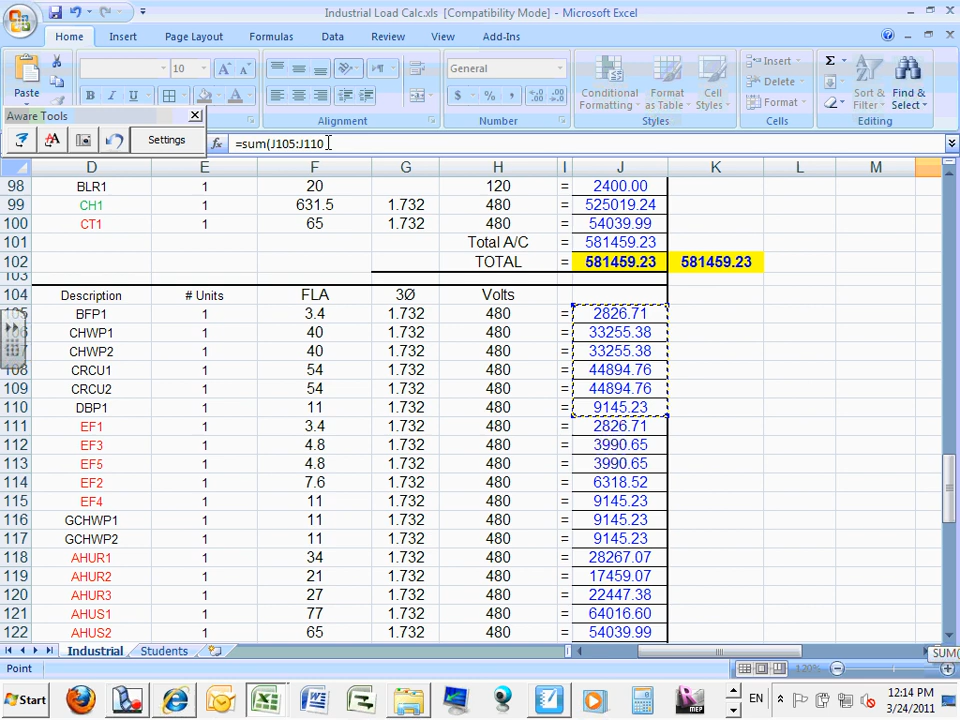 Industrial Load Calc.xls [Compatibility Mode] - Microsoft Excel
Home Insert Page Layout Formulas Data Review View Add-Ins
Paste 10 General Conditional Formatting Format as Table Cell Styles Insert Delete Format Sort & Filter Find & Select
Alignment Number Styles Cells Editing
Aware Tools
Settings
=sum(J105:J110
D E F G H I J K L M
98 BLR1 1 20 120 = 2400.00
99 CH1 1 631.5 1.732 480 = 525019.24
100 CT1 1 65 1.732 480 = 54039.99
101 Total A/C = 581459.23
102 TOTAL = 581459.23 581459.23
103
104 Description # Units FLA 3Ø Volts
105 BFP1 1 3.4 1.732 480 = 2826.71
106 CHWP1 1 40 1.732 480 = 33255.38
107 CHWP2 1 40 1.732 480 = 33255.38
108 CRCU1 1 54 1.732 480 = 44894.76
109 CRCU2 1 54 1.732 480 = 44894.76
110 DBP1 1 11 1.732 480 = 9145.23
111 EF1 1 3.4 1.732 480 = 2826.71
112 EF3 1 4.8 1.732 480 = 3990.65
113 EF5 1 4.8 1.732 480 = 3990.65
114 EF2 1 7.6 1.732 480 = 6318.52
115 EF4 1 11 1.732 480 = 9145.23
116 GCHWP1 1 11 1.732 480 = 9145.23
117 GCHWP2 1 11 1.732 480 = 9145.23
118 AHUR1 1 34 1.732 480 = 28267.07
119 AHUR2 1 21 1.732 480 = 17459.07
120 AHUR3 1 27 1.732 480 = 22447.38
121 AHUS1 1 77 1.732 480 = 64016.60
122 AHUS2 1 65 1.732 480 = 54039.99
Industrial Students
SUM(
Point 120%
Start EN 12:14 PM
3/24/2011